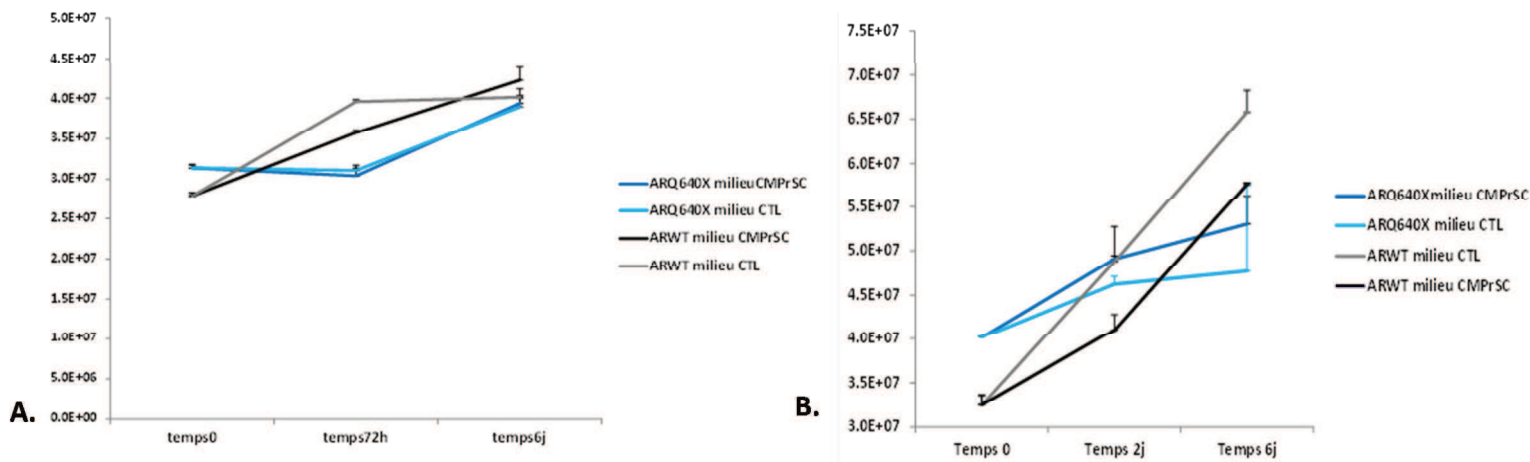 5.0E+07
4.5E+07
4.0E+07
3.5E+07
3.0E+07
2.5E+07
2.0E+07
1.5E+07
1.0E+07
5.0E+06
0.0E+00
temps0
temps72h
temps6j
ARQ640X milieuCMPrSC
ARQ640X milieu CTL
ARWT milieu CMPrSC
ARWT milieu CTL
A.
7.5E+07
7.0E+07
6.5E+07
6.0E+07
5.5E+07
5.0E+07
4.5E+07
4.0E+07
3.5E+07
3.0E+07
Temps 0
Temps 2j
Temps 6j
ARQ640Xmilieu CMPrSC
ARQ640X milieu CTL
ARWT milieu CTL
ARWT milieu CMPrSC
B.